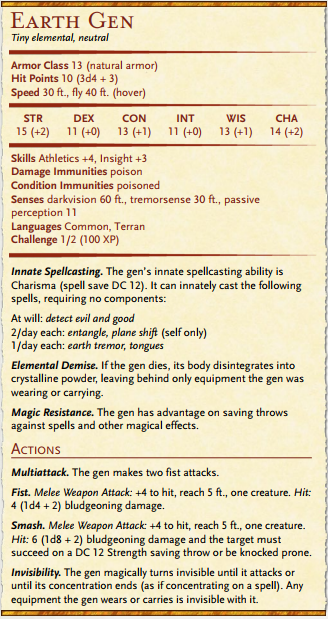 EARTH GEN
Tiny elemental, neutral
Armor Class 13 (natural armor)
Hit Points 10 (3d4 + 3)
Speed 30 ft., fly 40 ft. (hover)
STR DEX CON INT WIS CHA
15 (+2) 11 (+0) 13 (+1) 11 (+0) 13 (+1) 14 (+2)
Skills Athletics +4, Insight +3
Damage Immunities poison
Condition Immunities poisoned
Senses darkvision 60 ft., tremorsense 30 ft., passive
perception 11
Languages Common, Terran
Challenge 1/2 (100 XP)
Innate Spellcasting. The gen's innate spellcasting ability is
Charisma (spell save DC 12). It can innately cast the following
spells, requiring no components:
At will: detect evil and good
2/day each: entangle, plane shift (self only)
1/day each: earth tremor, tongues
Elemental Demise. If the gen dies, its body disintegrates into
crystalline powder, leaving behind only equipment the gen was
wearing or carrying.
Magic Resistance. The gen has advantage on saving throws
against spells and other magical effects.
ACTIONS
Multiattack. The gen makes two fist attacks.
Fist. Melee Weapon Attack: +4 to hit, reach 5 ft., one creature. Hit:
4 (1d4 + 2) bludgeoning damage.
Smash. Melee Weapon Attack: +4 to hit, reach 5 ft., one creature.
Hit: 6 (1d8 + 2) bludgeoning damage and the target must
succeed on a DC 12 Strength saving throw or be knocked prone.
Invisibility. The gen magically turns invisible until it attacks or
until its concentration ends (as if concentrating on a spell). Any
equipment the gen wears or carries is invisible with it.